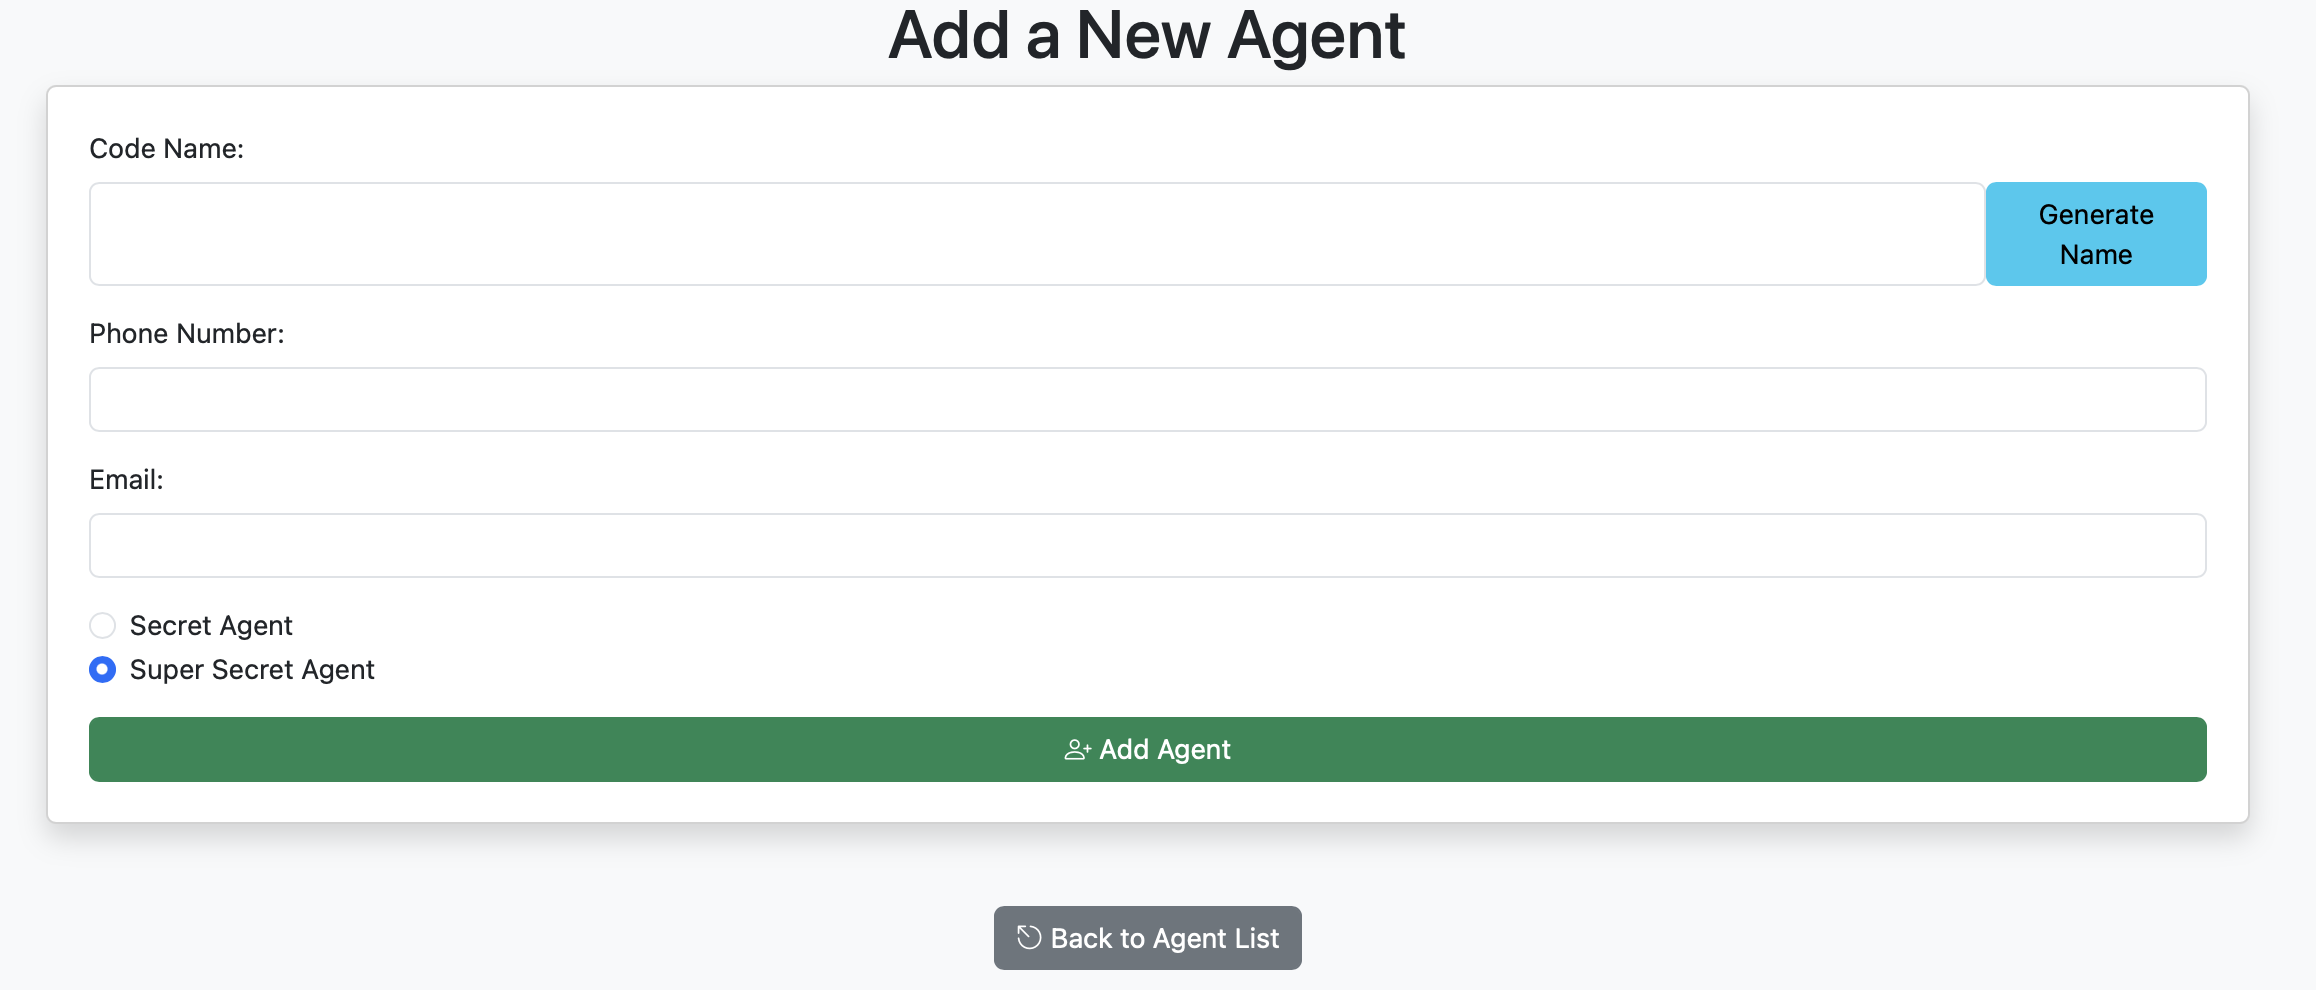 Add a New Agent
Code Name:
Generate
Name
Phone Number:
Email:
Secret Agent
Super Secret Agent
Add Agent
Back to Agent List